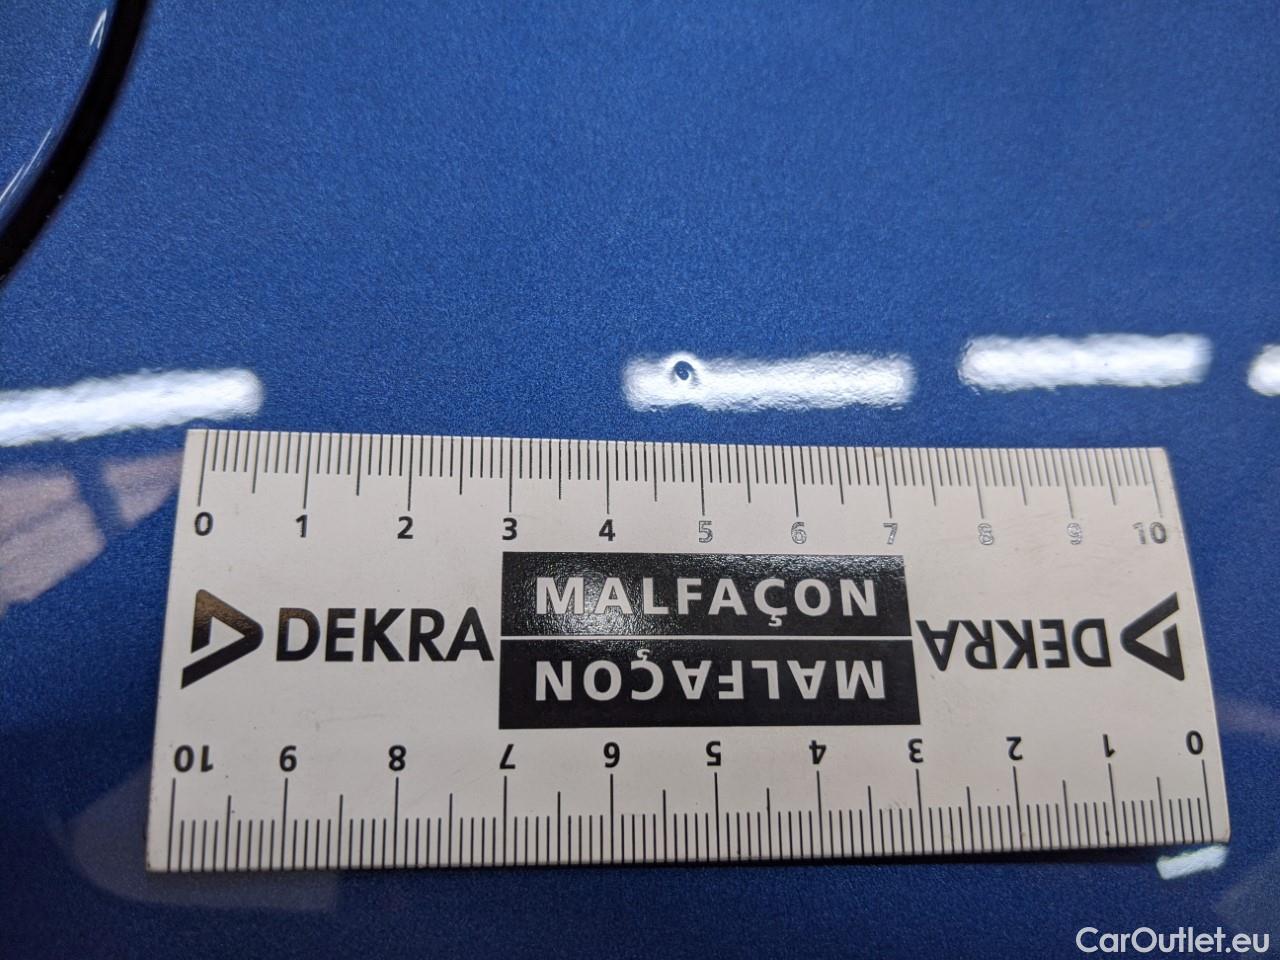 0 1 2 3 4 5 6 7 8 9 10
DEKRA MALFAÇON
MALFAÇON DEKRA
10 9 8 7 6 5 4 3 2 1 0
CarOutlet.eu